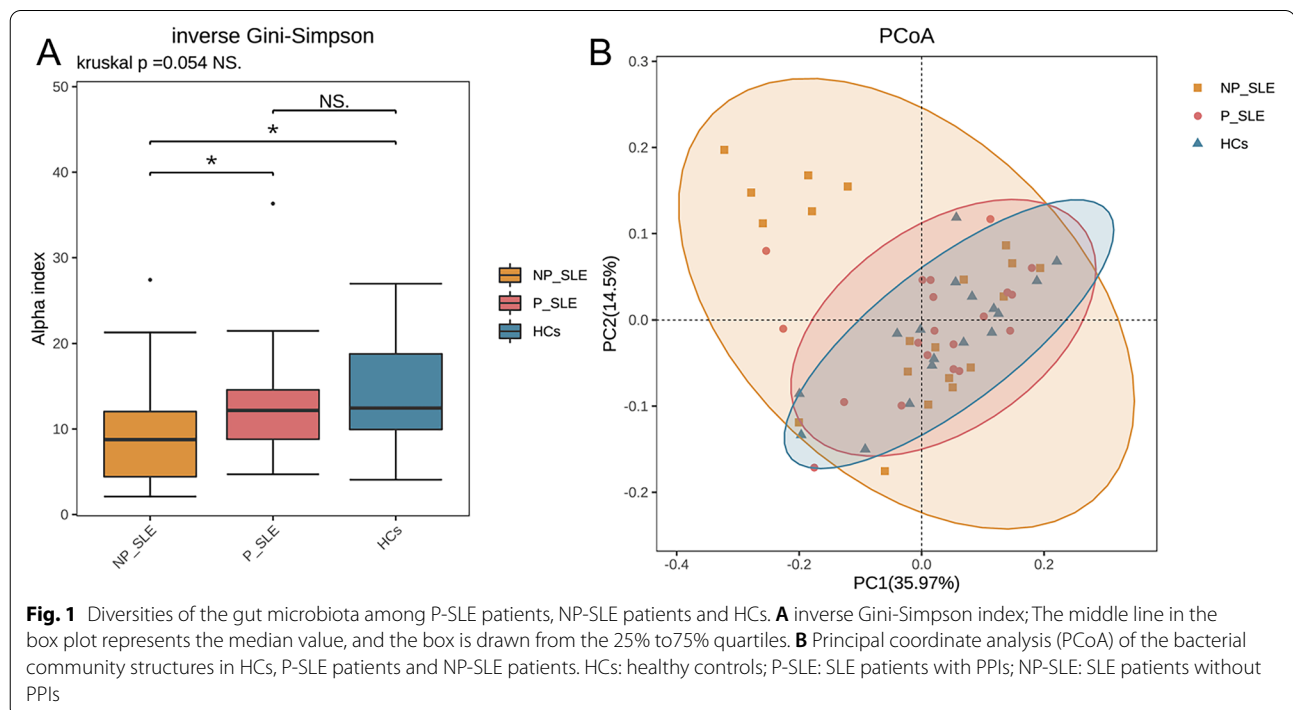 A
inverse Gini-Simpson
kruskal p =0.054 NS.
50
40
30
20
10
0
Alpha index
NS.
*
*
NP_SLE
P_SLE
HCs
NP_SLE
P_SLE
HCs
B
PCoA
0.3
0.2
0.1
0.0
-0.1
-0.2
PC2(14.5%)
-0.4
-0.2
0.0
0.2
PC1(35.97%)
NP_SLE
P_SLE
HCs
Fig. 1 Diversities of the gut microbiota among P-SLE patients, NP-SLE patients and HCs. A inverse Gini-Simpson index; The middle line in the
box plot represents the median value, and the box is drawn from the 25% to75% quartiles. B Principal coordinate analysis (PCoA) of the bacterial
community structures in HCs, P-SLE patients and NP-SLE patients. HCs: healthy controls; P-SLE: SLE patients with PPIs; NP-SLE: SLE patients without
PPIs